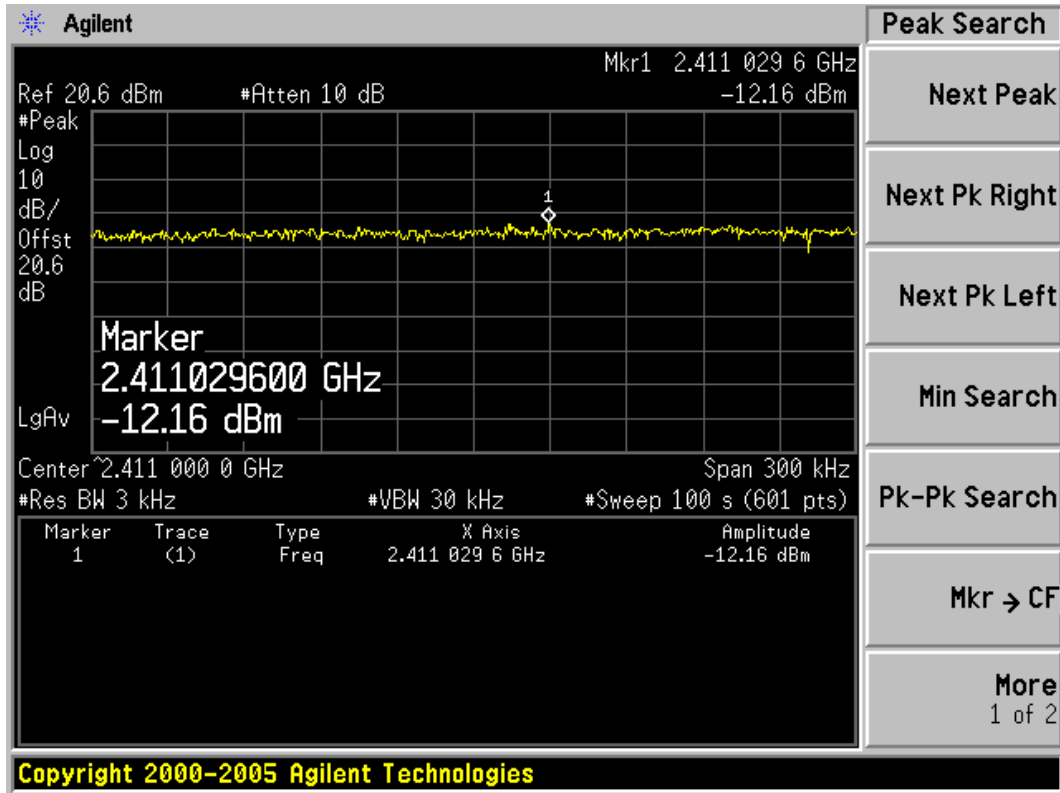 Agilent
Peak Search
Mkr1 2.411 029 6 GHz
Ref 20.6 dBm #Atten 10 dB -12.16 dBm
#Peak
Log
10
dB/
Offst
20.6
dB
1
Marker
2.411029600 GHz
-12.16 dBm
LgAv
Center 2.411 000 0 GHz Span 300 kHz
#Res BW 3 kHz #VBW 30 kHz #Sweep 100 s (601 pts)
Marker Trace Type X Axis Amplitude
1 (1) Freq 2.411 029 6 GHz -12.16 dBm
Next Peak
Next Pk Right
Next Pk Left
Min Search
Pk-Pk Search
Mkr → CF
More
1 of 2
Copyright 2000-2005 Agilent Technologies